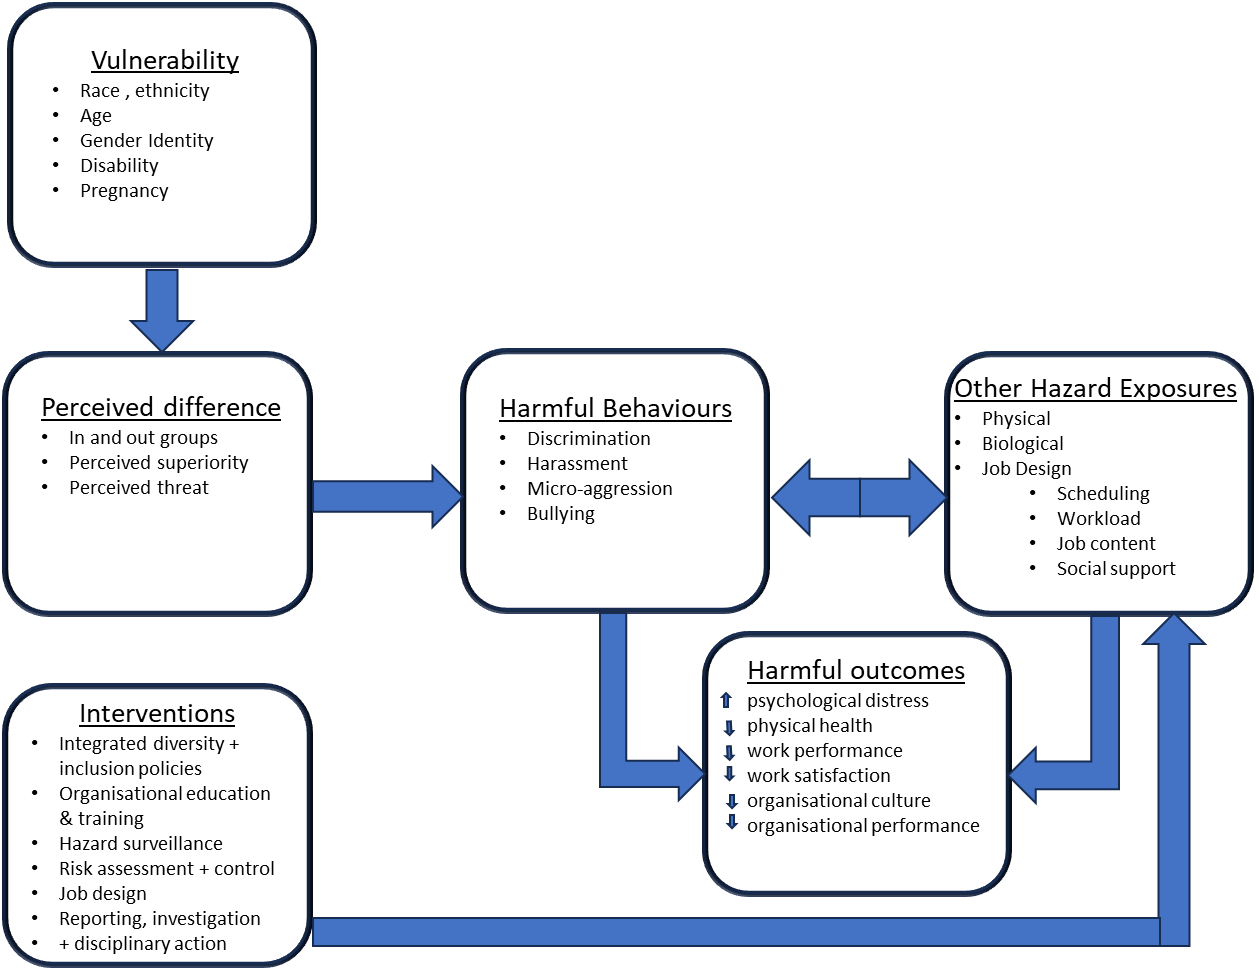 Vulnerability
• Race , ethnicity
• Age
• Gender Identity
• Disability
• Pregnancy
Perceived difference
• In and out groups
• Perceived superiority
• Perceived threat
Harmful Behaviours
• Discrimination
• Harassment
• Micro-aggression
• Bullying
Other Hazard Exposures
• Physical
• Biological
• Job Design
• Scheduling
• Workload
• Job content
• Social support
Harmful outcomes
psychological distress
physical health
work performance
work satisfaction
organisational culture
organisational performance
Interventions
• Integrated diversity +
inclusion policies
• Organisational education
& training
• Hazard surveillance
• Risk assessment + control
• Job design
• Reporting, investigation
• + disciplinary action